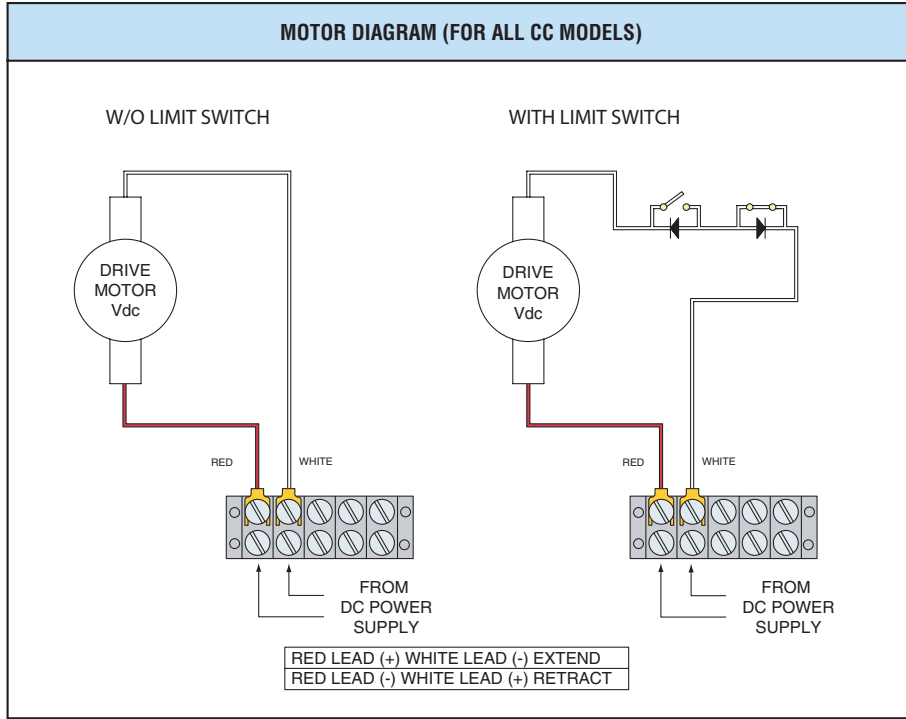 MOTOR DIAGRAM (FOR ALL CC MODELS)
W/O LIMIT SWITCH
DRIVE
MOTOR
Vdc
RED
WHITE
FROM
DC POWER
SUPPLY
WITH LIMIT SWITCH
DRIVE
MOTOR
Vdc
RED
WHITE
FROM
DC POWER
SUPPLY
RED LEAD (+) WHITE LEAD (-) EXTEND
RED LEAD (-) WHITE LEAD (+) RETRACT